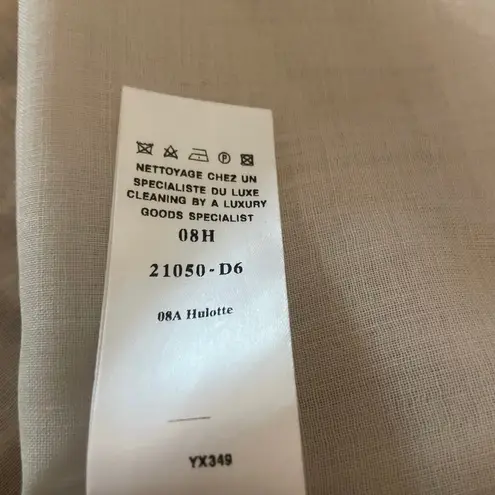 NETTOYAGE CHEZ UN
SPECIALISTE DU LUXE
CLEANING BY A LUXURY
GOODS SPECIALIST
08H
21050-D6
08A Hulotte
YX349